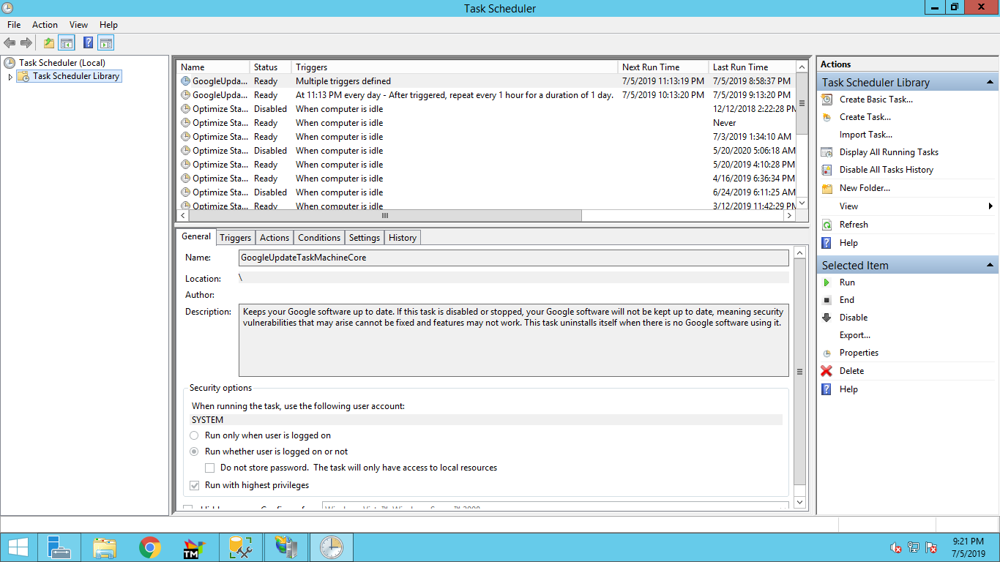 Task Scheduler
File Action View Help
Task Scheduler (Local)
Task Scheduler Library
Name Status Triggers Next Run Time Last Run Time
GoogleUpda... Ready Multiple triggers defined 7/5/2019 11:13:19 PM 7/5/2019 8:58:37 PM
GoogleUpda... Ready At 11:13 PM every day - After triggered, repeat every 1 hour for a duration of 1 day. 7/5/2019 10:13:20 PM 7/5/2019 9:13:20 PM
Optimize Sta... Disabled When computer is idle 12/12/2018 2:22:28 PM
Optimize Sta... Ready When computer is idle Never
Optimize Sta... Ready When computer is idle 7/3/2019 1:34:10 AM
Optimize Sta... Disabled When computer is idle 5/20/2020 5:06:18 AM
Optimize Sta... Ready When computer is idle 5/20/2019 4:10:28 PM
Optimize Sta... Ready When computer is idle 4/16/2019 6:36:34 PM
Optimize Sta... Disabled When computer is idle 6/24/2019 6:11:25 AM
Optimize Sta... Ready When computer is idle 3/12/2019 11:42:29 PM
General Triggers Actions Conditions Settings History
Name: GoogleUpdateTaskMachineCore
Location: \
Author:
Description: Keeps your Google software up to date. If this task is disabled or stopped, your Google software will not be kept up to date, meaning security
vulnerabilities that may arise cannot be fixed and features may not work. This task uninstalls itself when there is no Google software using it.
Security options
When running the task, use the following user account:
SYSTEM
Run only when user is logged on
Run whether user is logged on or not
Do not store password. The task will only have access to local resources
Run with highest privileges
Actions
Task Scheduler Library
Create Basic Task...
Create Task...
Import Task...
Display All Running Tasks
Disable All Tasks History
New Folder...
View
Refresh
Help
Selected Item
Run
End
Disable
Export...
Properties
Delete
Help
TM
9:21 PM
7/5/2019